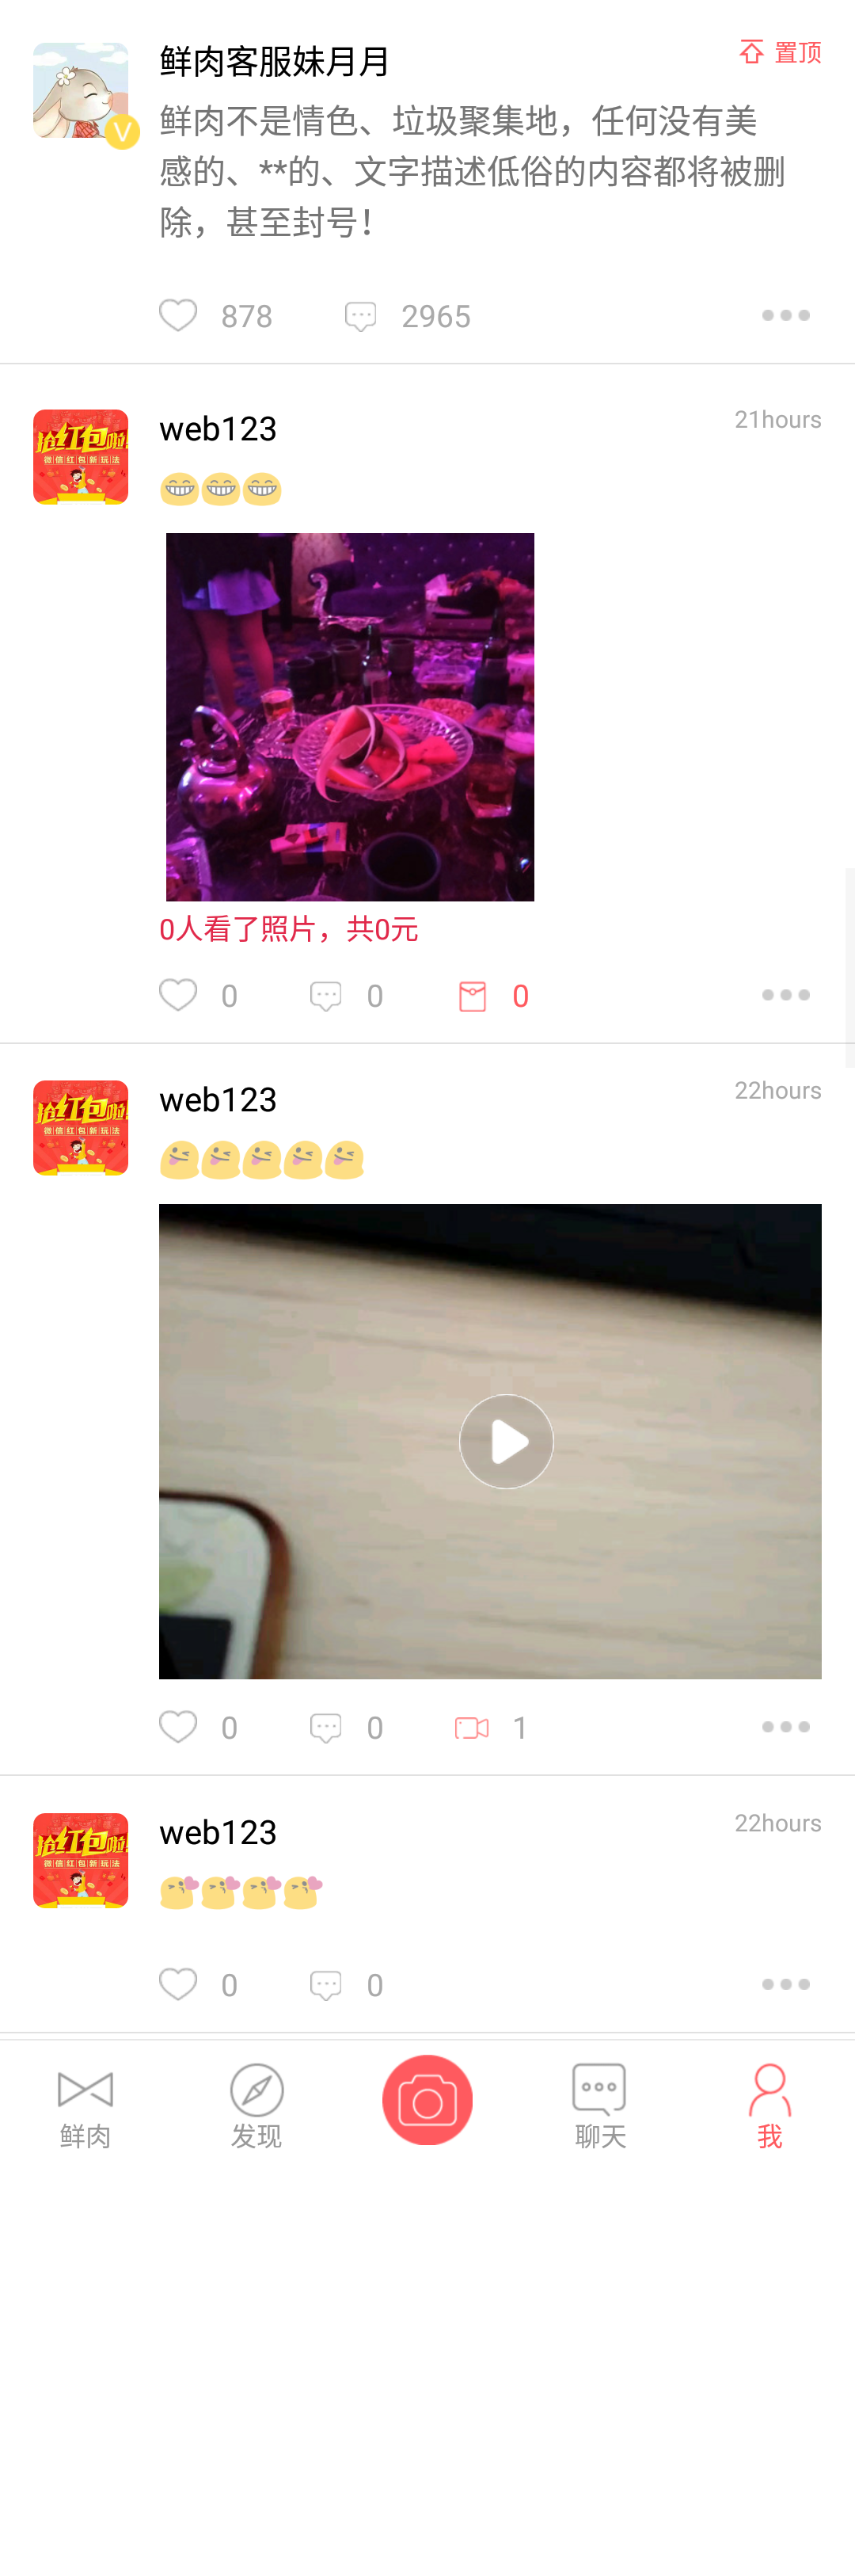 鲜肉客服妹月月
置顶
鲜肉不是情色、垃圾聚集地，任何没有美
感的、**的、文字描述低俗的内容都将被删
除，甚至封号！
V
878
2965
抢红包啦!
微信红包新玩法
web123
21hours
😁😁😁
0人看了照片，共0元
0
0
0
抢红包啦!
微信红包新玩法
web123
22hours
😜😜😜😜😜
0
0
1
抢红包啦!
微信红包新玩法
web123
22hours
😘😘😘😘
0
0
鲜肉
发现
聊天
我